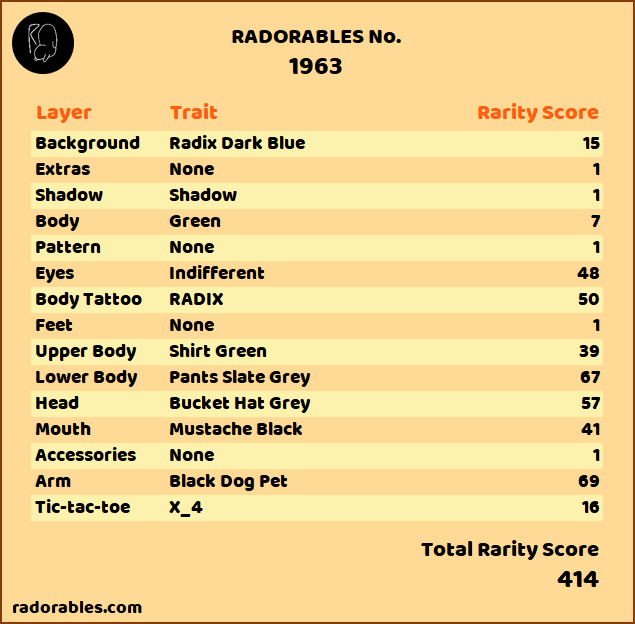 RADORABLES No.
1963
Layer Trait Rarity Score
Background Radix Dark Blue 15
Extras None 1
Shadow Shadow 1
Body Green 7
Pattern None 1
Eyes Indifferent 48
Body Tattoo RADIX 50
Feet None 1
Upper Body Shirt Green 39
Lower Body Pants Slate Grey 67
Head Bucket Hat Grey 57
Mouth Mustache Black 41
Accessories None 1
Arm Black Dog Pet 69
Tic-tac-toe X_4 16
Total Rarity Score
414
radorables.com